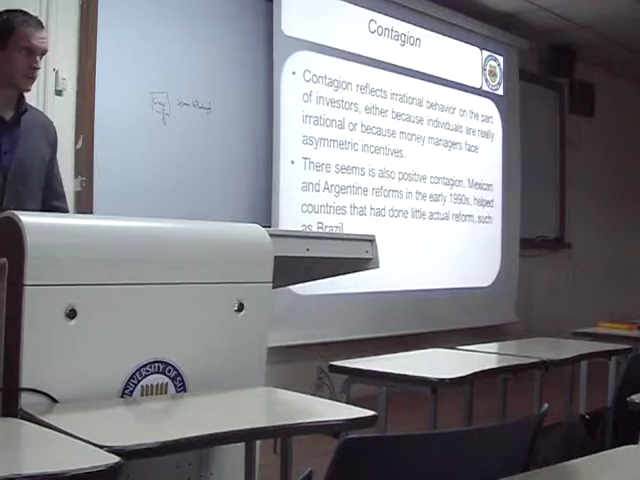 Contagion
• Contagion reflects irrational behavior on the part
of investors, either because individuals are really
irrational or because money managers face
asymmetric incentives.
• There seems is also positive contagion. Mexican
and Argentine reforms in the early 1990s, helped
countries that had done little actual reform, such
as Brazil
UNIVERSITY OF SU